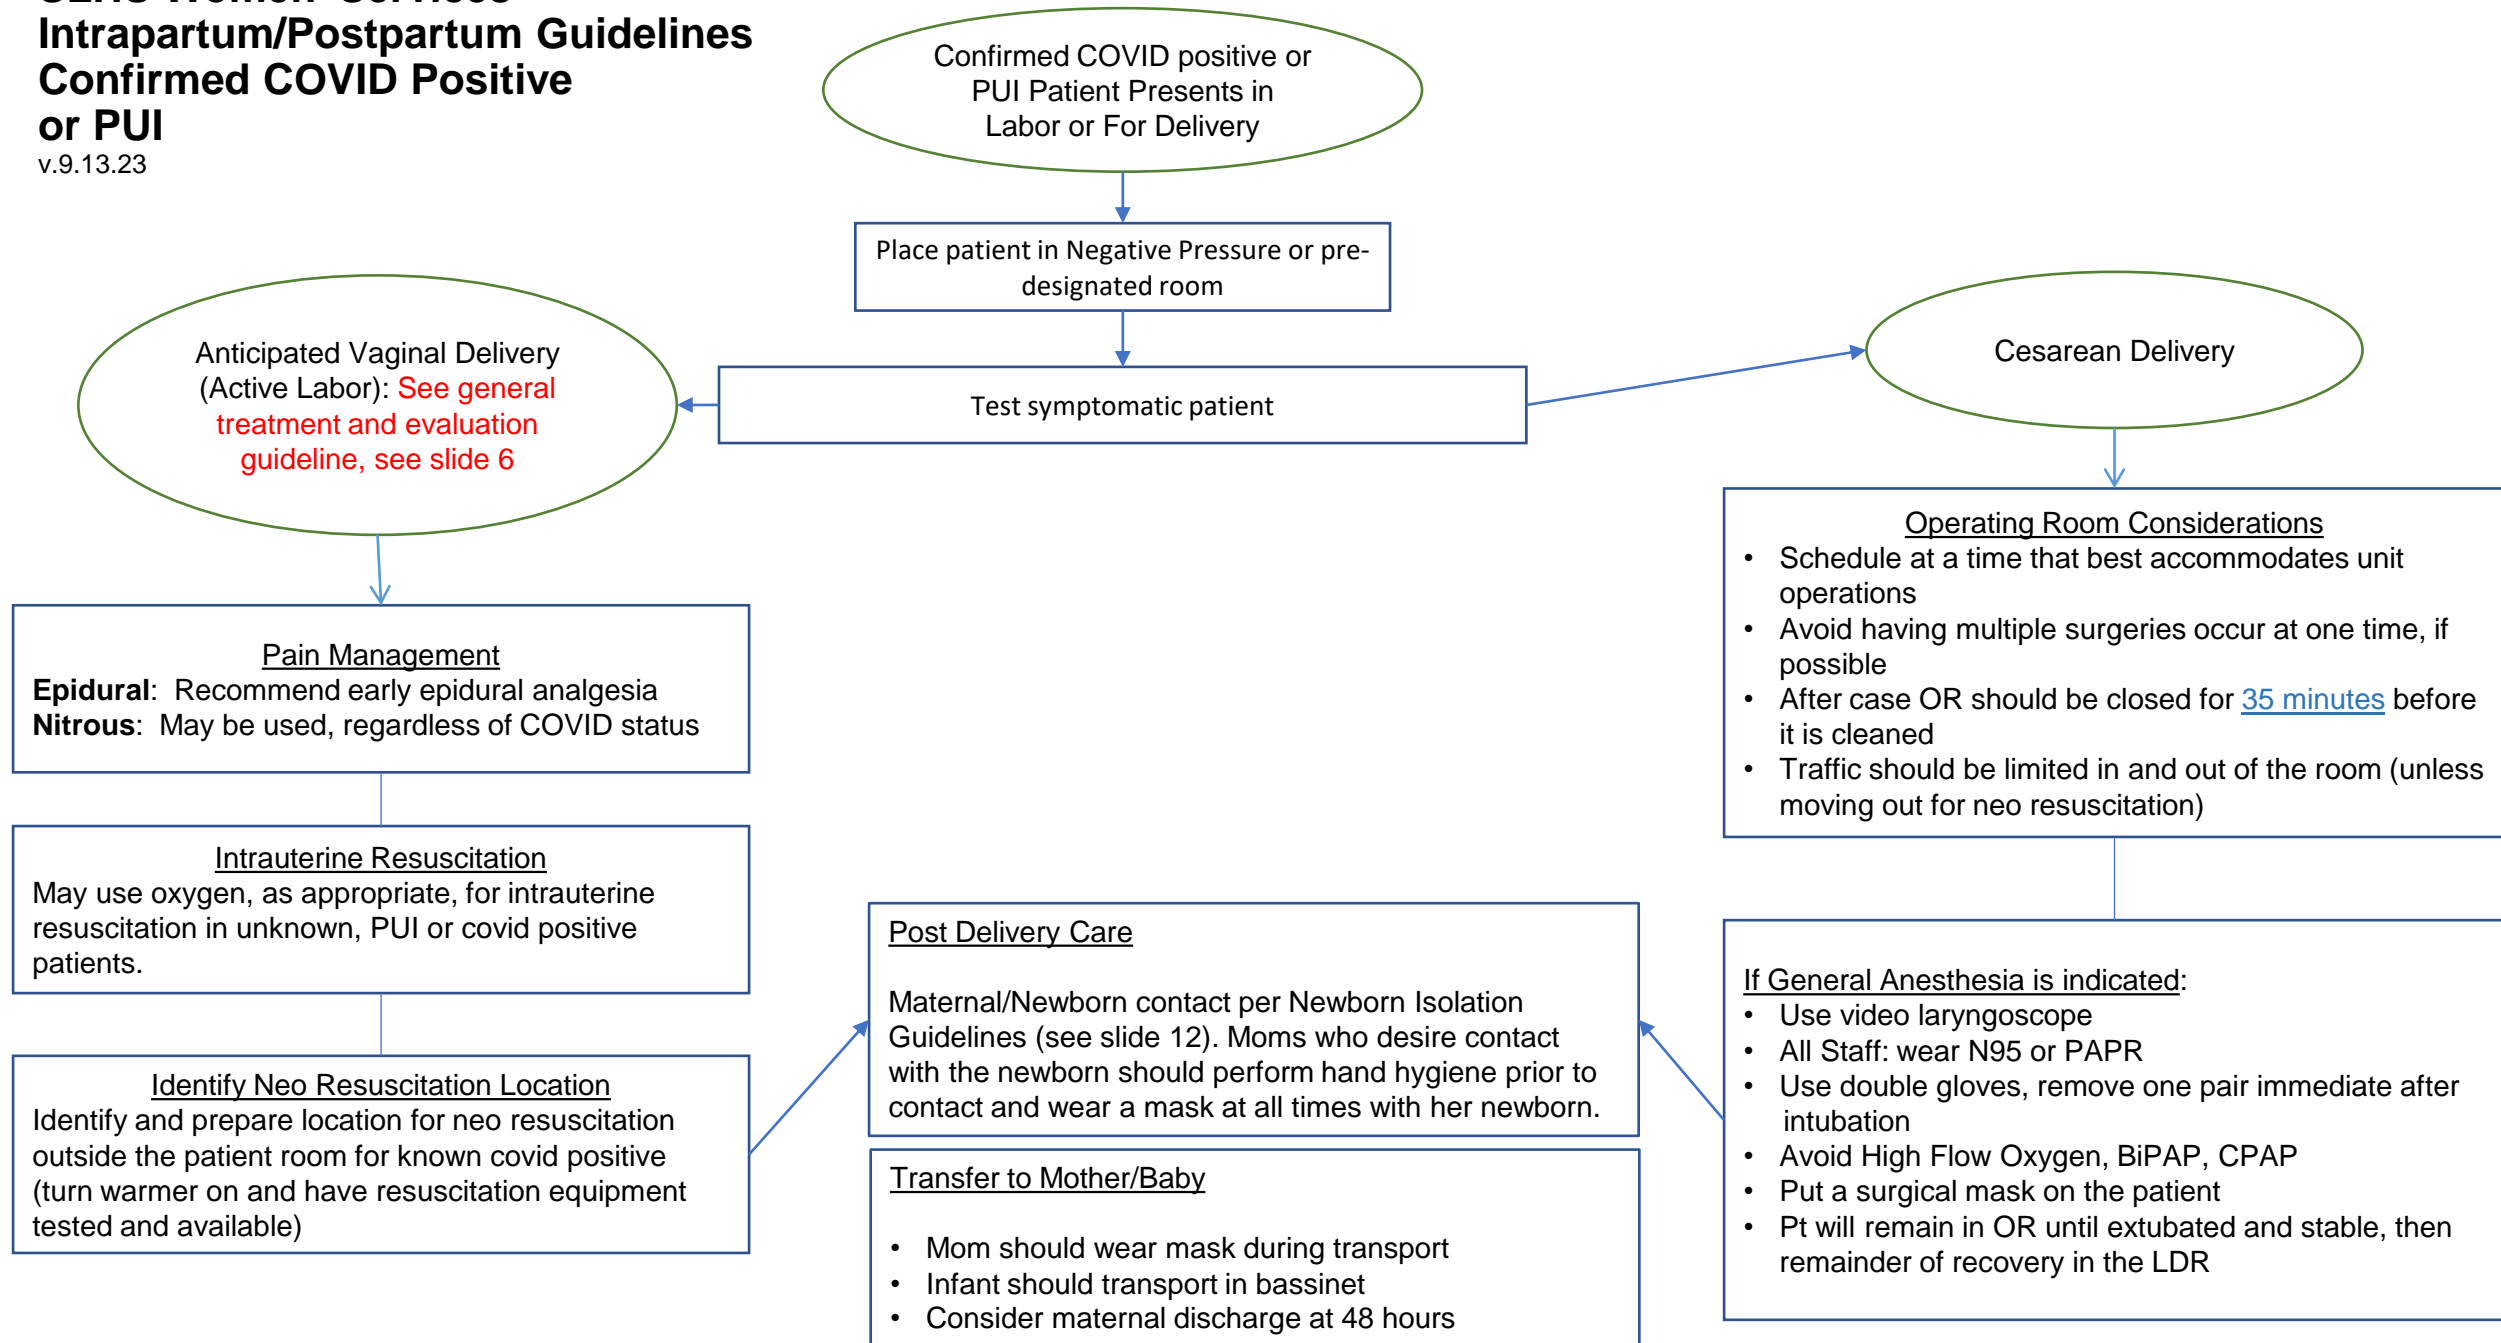 Intrapartum/Postpartum Guidelines
Confirmed COVID Positive
or PUI
v.9.13.23
Confirmed COVID positive or
PUI Patient Presents in
Labor or For Delivery
Place patient in Negative Pressure or pre-
designated room
Test symptomatic patient
Anticipated Vaginal Delivery
(Active Labor): See general
treatment and evaluation
guideline, see slide 6
Cesarean Delivery
Pain Management
Epidural: Recommend early epidural analgesia
Nitrous: May be used, regardless of COVID status
Intrauterine Resuscitation
May use oxygen, as appropriate, for intrauterine
resuscitation in unknown, PUI or covid positive
patients.
Identify Neo Resuscitation Location
Identify and prepare location for neo resuscitation
outside the patient room for known covid positive
(turn warmer on and have resuscitation equipment
tested and available)
Operating Room Considerations
• Schedule at a time that best accommodates unit
operations
• Avoid having multiple surgeries occur at one time, if
possible
• After case OR should be closed for 35 minutes before
it is cleaned
• Traffic should be limited in and out of the room (unless
moving out for neo resuscitation)
If General Anesthesia is indicated:
• Use video laryngoscope
• All Staff: wear N95 or PAPR
• Use double gloves, remove one pair immediate after
intubation
• Avoid High Flow Oxygen, BiPAP, CPAP
• Put a surgical mask on the patient
• Pt will remain in OR until extubated and stable, then
remainder of recovery in the LDR
Post Delivery Care
Maternal/Newborn contact per Newborn Isolation
Guidelines (see slide 12). Moms who desire contact
with the newborn should perform hand hygiene prior to
contact and wear a mask at all times with her newborn.
Transfer to Mother/Baby
• Mom should wear mask during transport
• Infant should transport in bassinet
• Consider maternal discharge at 48 hours